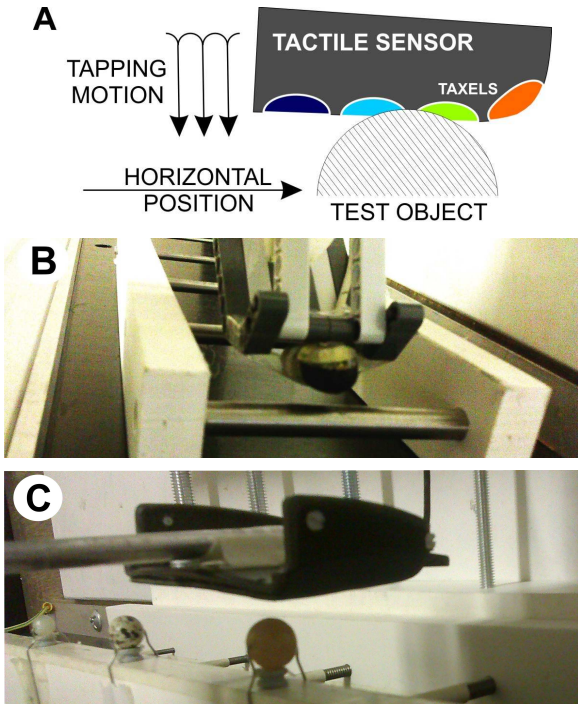 A
TACTILE SENSOR
TAPPING
MOTION
TAXELS
HORIZONTAL
POSITION
TEST OBJECT
B
C